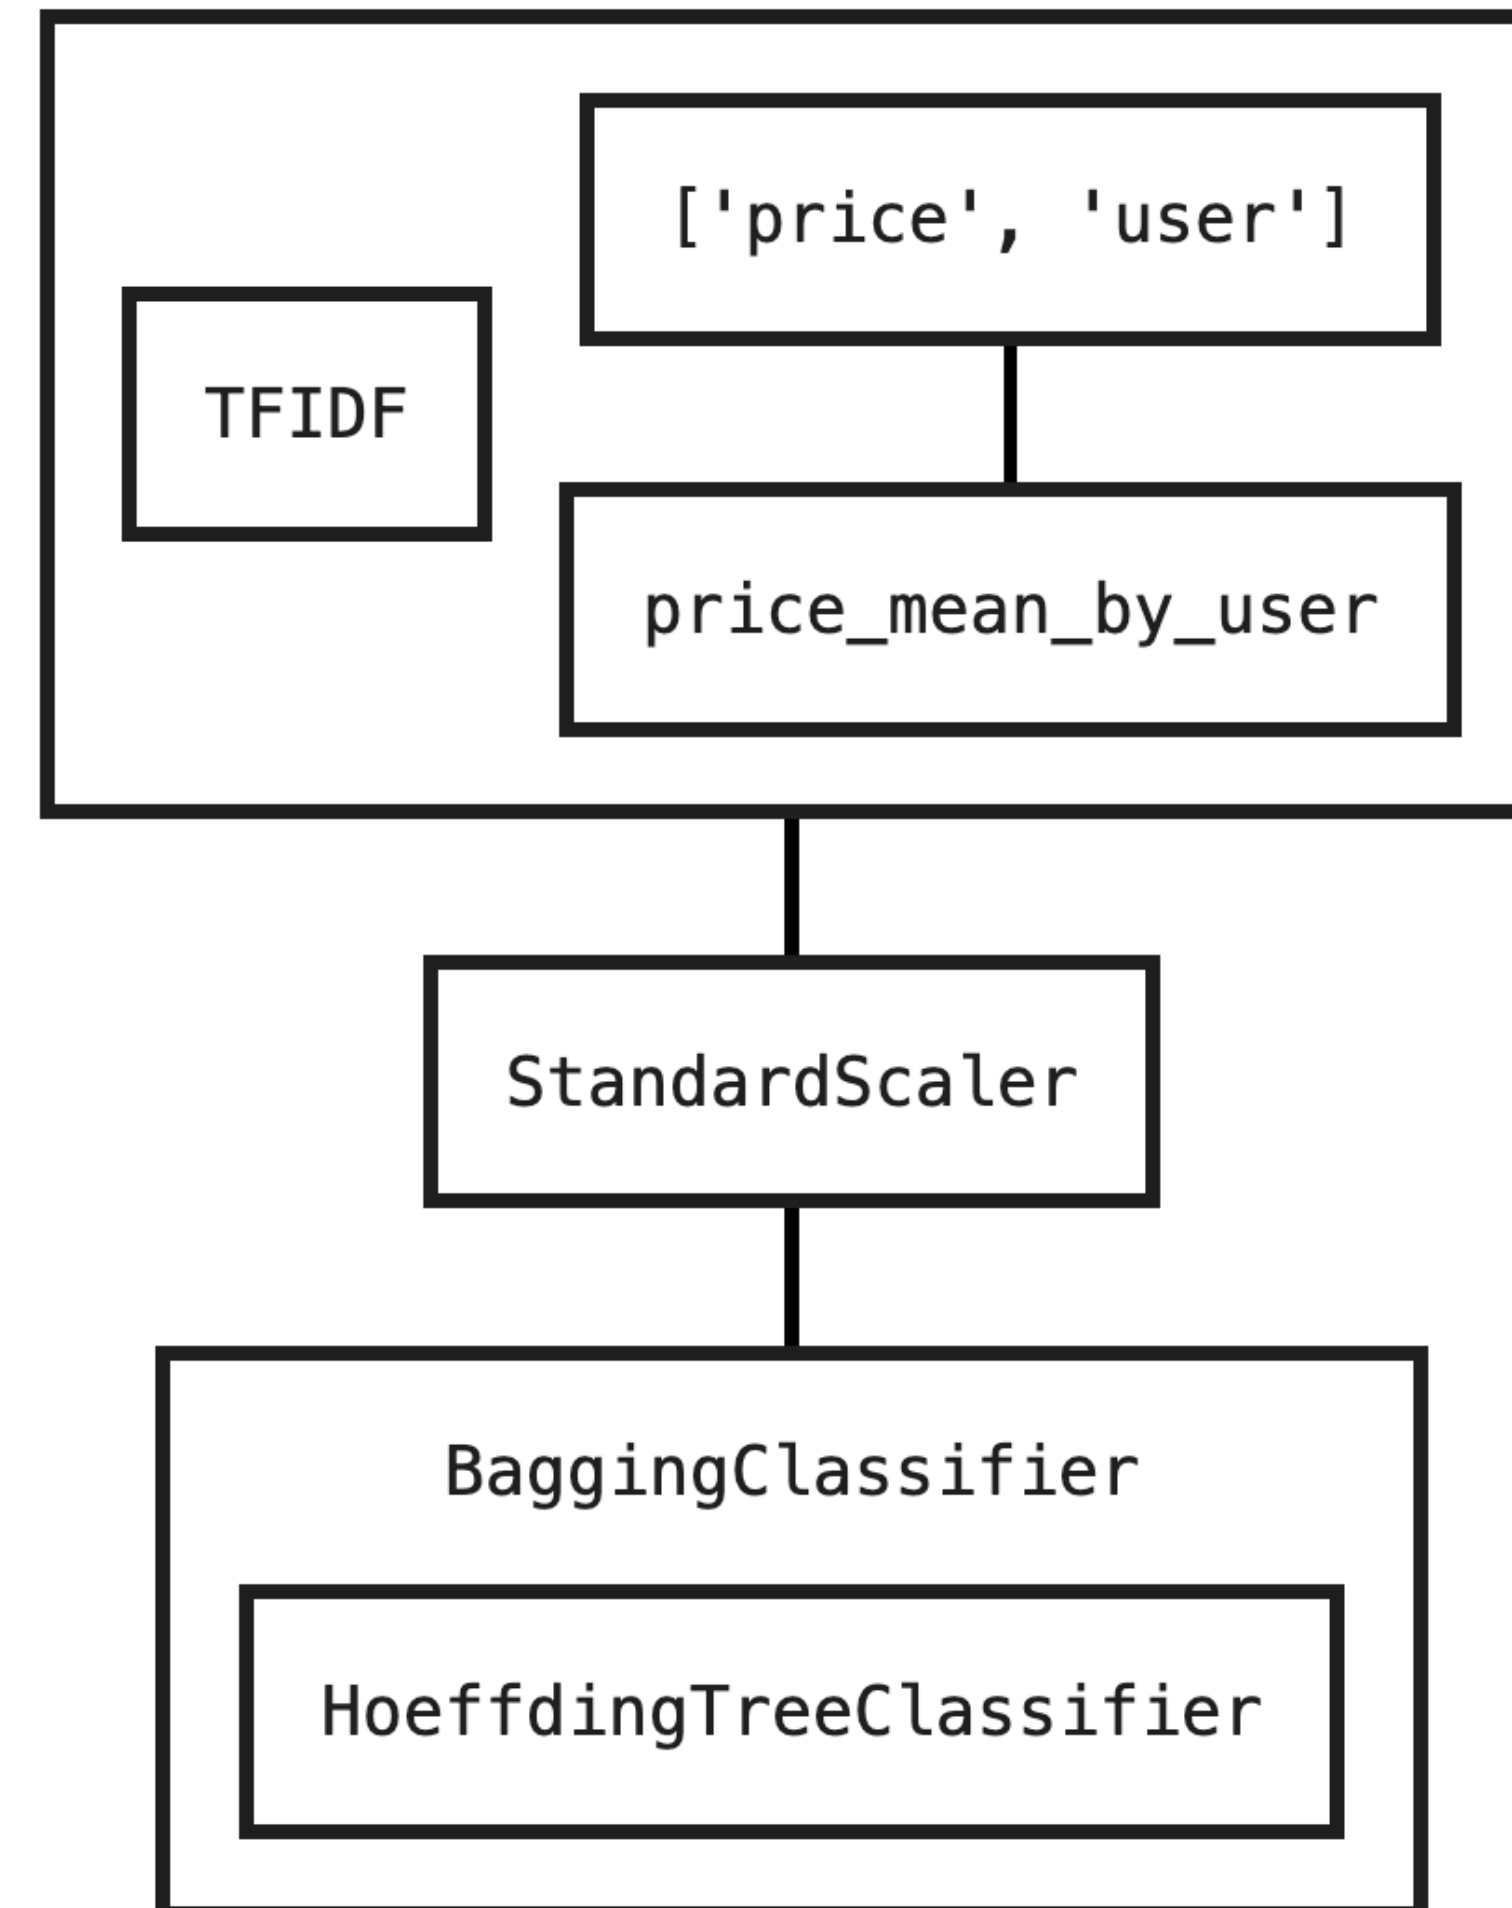 ['price', 'user']
TFIDF
price_mean_by_user
StandardScaler
BaggingClassifier
HoeffdingTreeClassifier